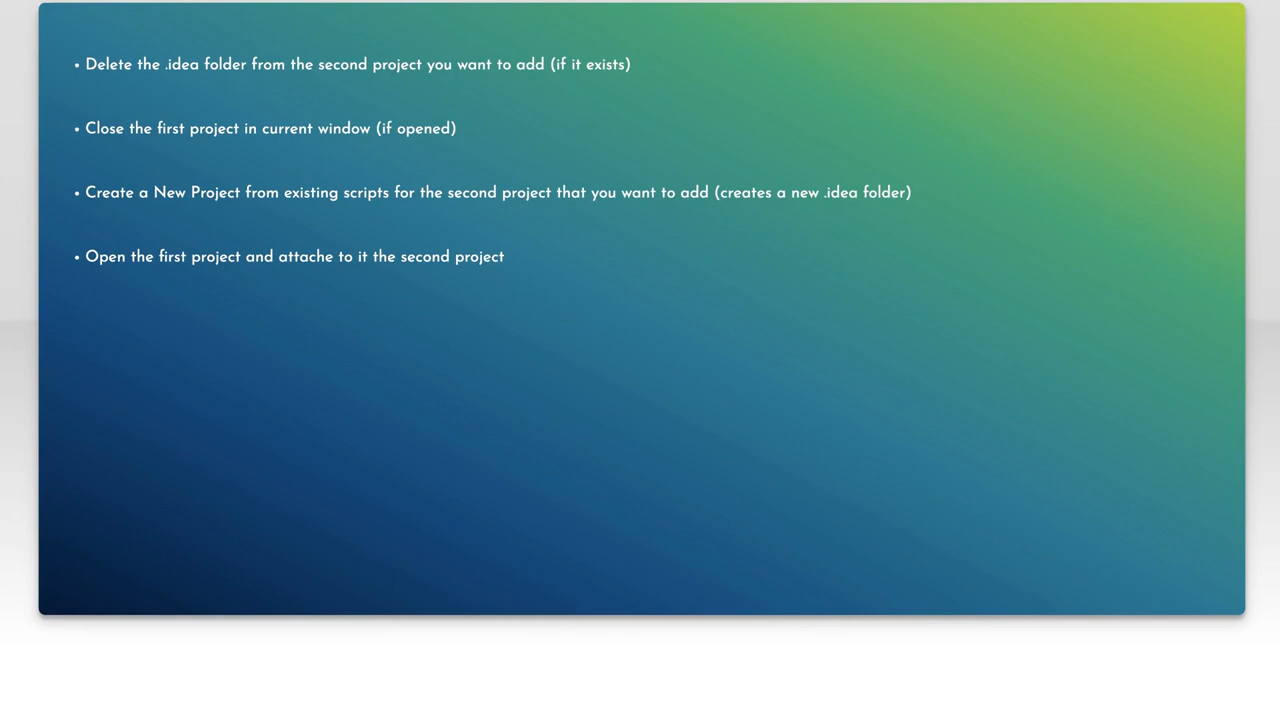 • Delete the .idea folder from the second project you want to add (if it exists)
• Close the first project in current window (if opened)
• Create a New Project from existing scripts for the second project that you want to add (creates a new .idea folder)
• Open the first project and attache to it the second project